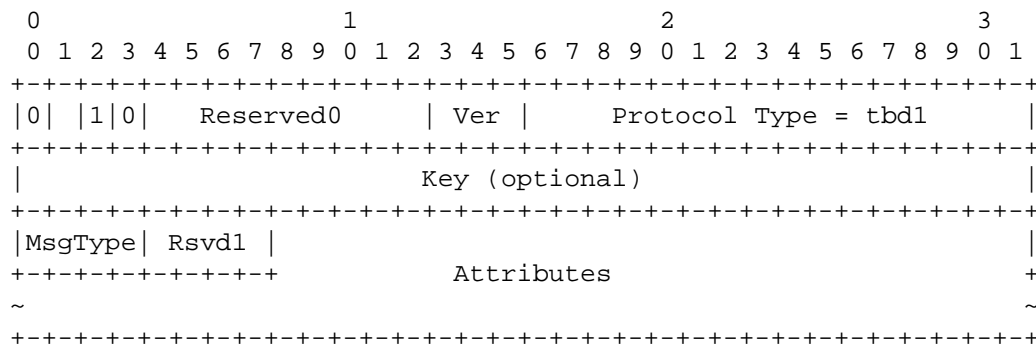 0                   1                   2                   3
 0 1 2 3 4 5 6 7 8 9 0 1 2 3 4 5 6 7 8 9 0 1 2 3 4 5 6 7 8 9 0 1
+-+-+-+-+-+-+-+-+-+-+-+-+-+-+-+-+-+-+-+-+-+-+-+-+-+-+-+-+-+-+-+-+
|0| |1|0|   Reserved0     | Ver |     Protocol Type = tbd1      |
+-+-+-+-+-+-+-+-+-+-+-+-+-+-+-+-+-+-+-+-+-+-+-+-+-+-+-+-+-+-+-+-+
|                         Key (optional)                        |
+-+-+-+-+-+-+-+-+-+-+-+-+-+-+-+-+-+-+-+-+-+-+-+-+-+-+-+-+-+-+-+-+
|MsgType| Rsvd1 |                                               |
+-+-+-+-+-+-+-+-+           Attributes                          +
~                                                               ~
+-+-+-+-+-+-+-+-+-+-+-+-+-+-+-+-+-+-+-+-+-+-+-+-+-+-+-+-+-+-+-+-+